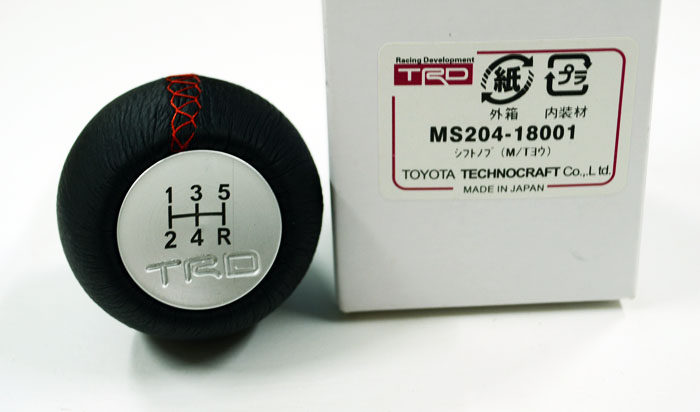 1 3 5
2 4 R
TRD
Racing Development
TRD
紙
プラ
外箱 内装材
MS204-18001
シフトノブ (M/Tヨウ)
TOYOTA TECHNOCRAFT Co.,.Ltd.
MADE IN JAPAN